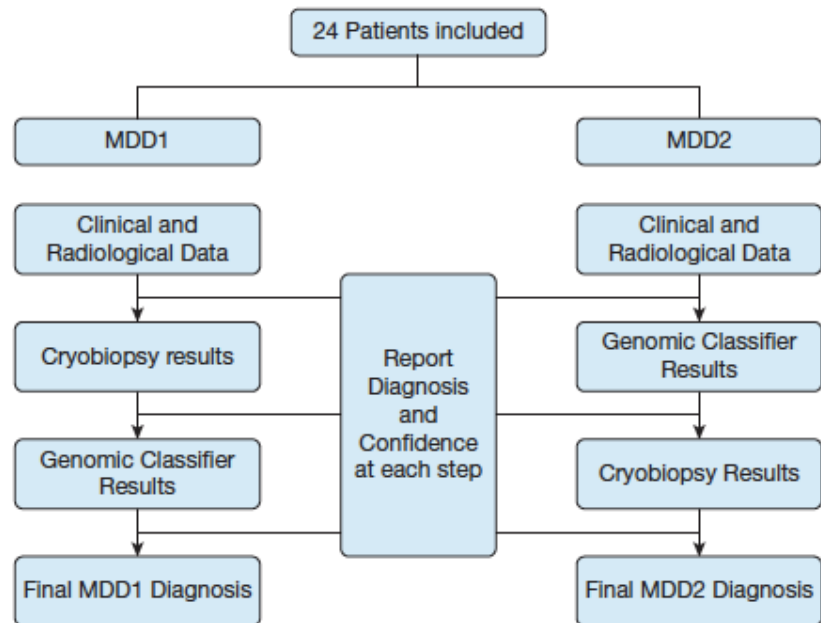 24 Patients included
MDD1
MDD2
Clinical and
Radiological Data
Clinical and
Radiological Data
Cryobiopsy results
Report
Diagnosis
and
Confidence
at each step
Genomic Classifier
Results
Genomic Classifier
Results
Cryobiopsy Results
Final MDD1 Diagnosis
Final MDD2 Diagnosis